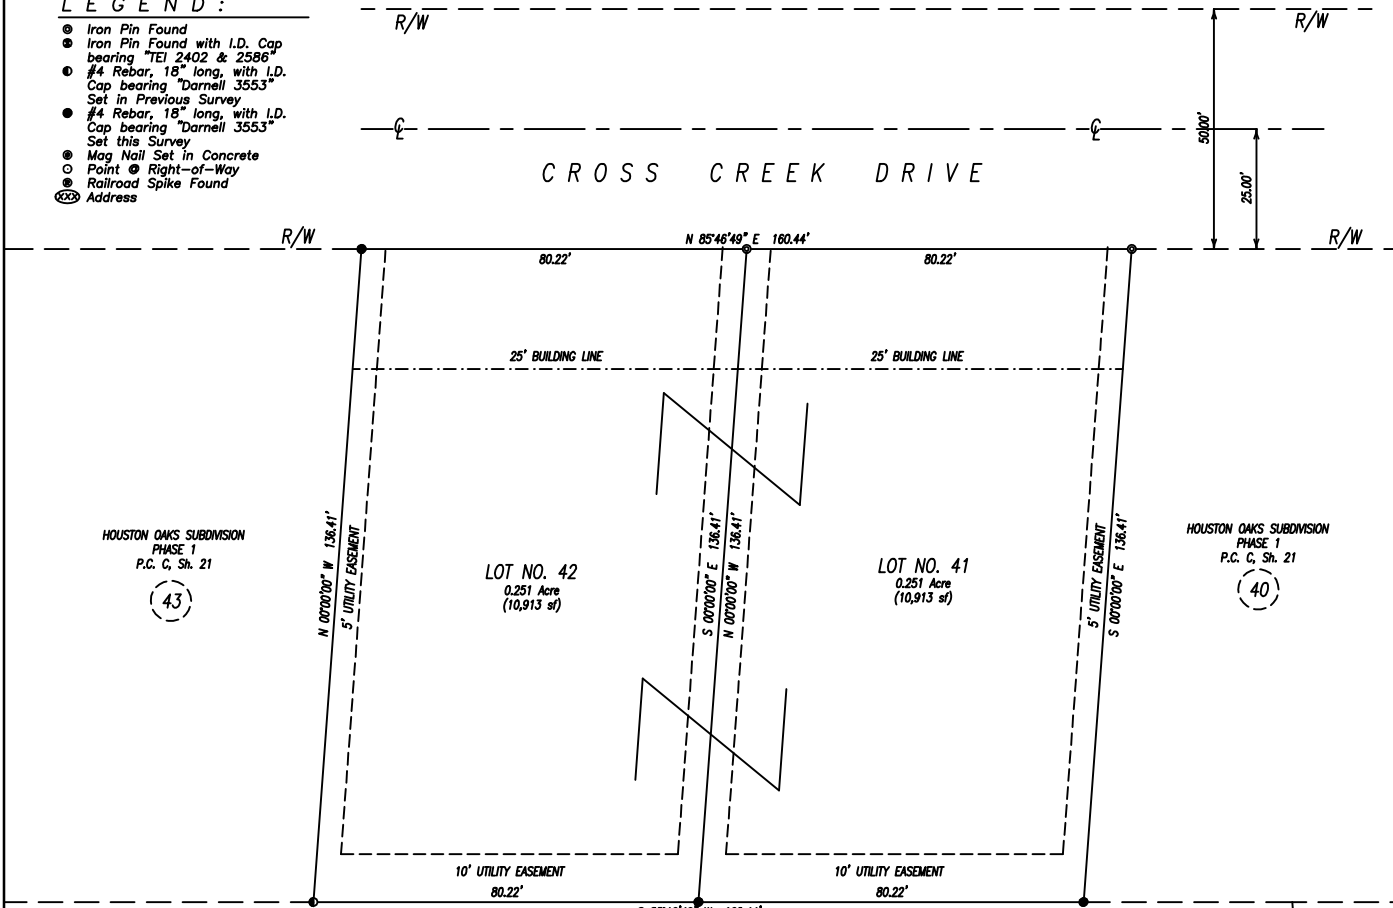 LEGEND:
Iron Pin Found
Iron Pin Found with I.D. Cap
bearing "TEI 2402 & 2586"
#4 Rebar, 18" long, with I.D.
Cap bearing "Darnell 3553"
Set in Previous Survey
#4 Rebar, 18" long, with I.D.
Cap bearing "Darnell 3553"
Set this Survey
Mag Nail Set in Concrete
Point @ Right-of-Way
Railroad Spike Found
XXX Address
R/W
R/W
50.00'
25.00'
CROSS CREEK DRIVE
R/W
R/W
N 85°46'49" E 160.44'
80.22'
80.22'
25' BUILDING LINE
25' BUILDING LINE
HOUSTON OAKS SUBDIVISION
PHASE 1
P.C. C, Sh. 21
43
N 00°00'00" W 136.41'
5' UTILITY EASEMENT
LOT NO. 42
0.251 Acre
(10,913 sf)
S 00°00'00" E 136.41'
N 00°00'00" W 136.41'
LOT NO. 41
0.251 Acre
(10,913 sf)
5' UTILITY EASEMENT
S 00°00'00" E 136.41'
HOUSTON OAKS SUBDIVISION
PHASE 1
P.C. C, Sh. 21
40
10' UTILITY EASEMENT
10' UTILITY EASEMENT
80.22'
80.22'